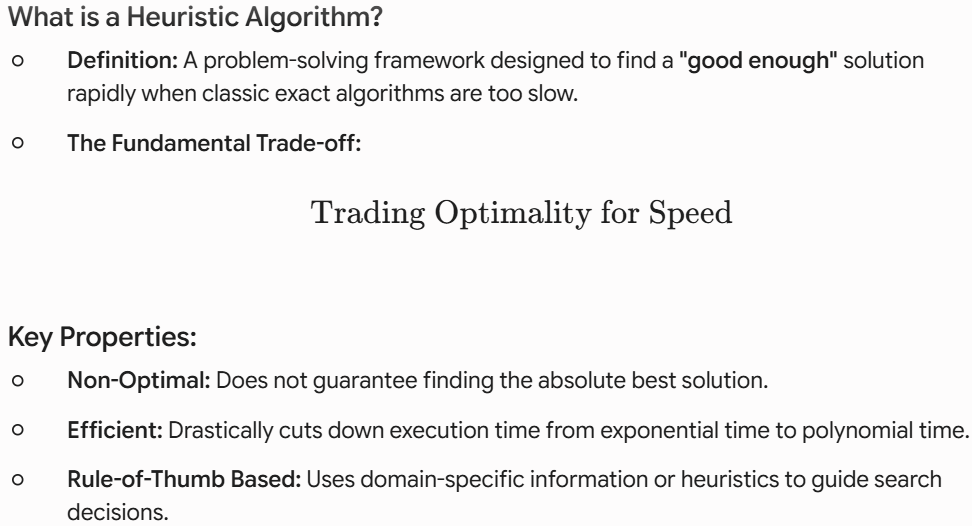 What is a Heuristic Algorithm?
Definition: A problem-solving framework designed to find a "good enough" solution
rapidly when classic exact algorithms are too slow.
The Fundamental Trade-off:
Trading Optimality for Speed
Key Properties:
Non-Optimal: Does not guarantee finding the absolute best solution.
Efficient: Drastically cuts down execution time from exponential time to polynomial time.
Rule-of-Thumb Based: Uses domain-specific information or heuristics to guide search
decisions.